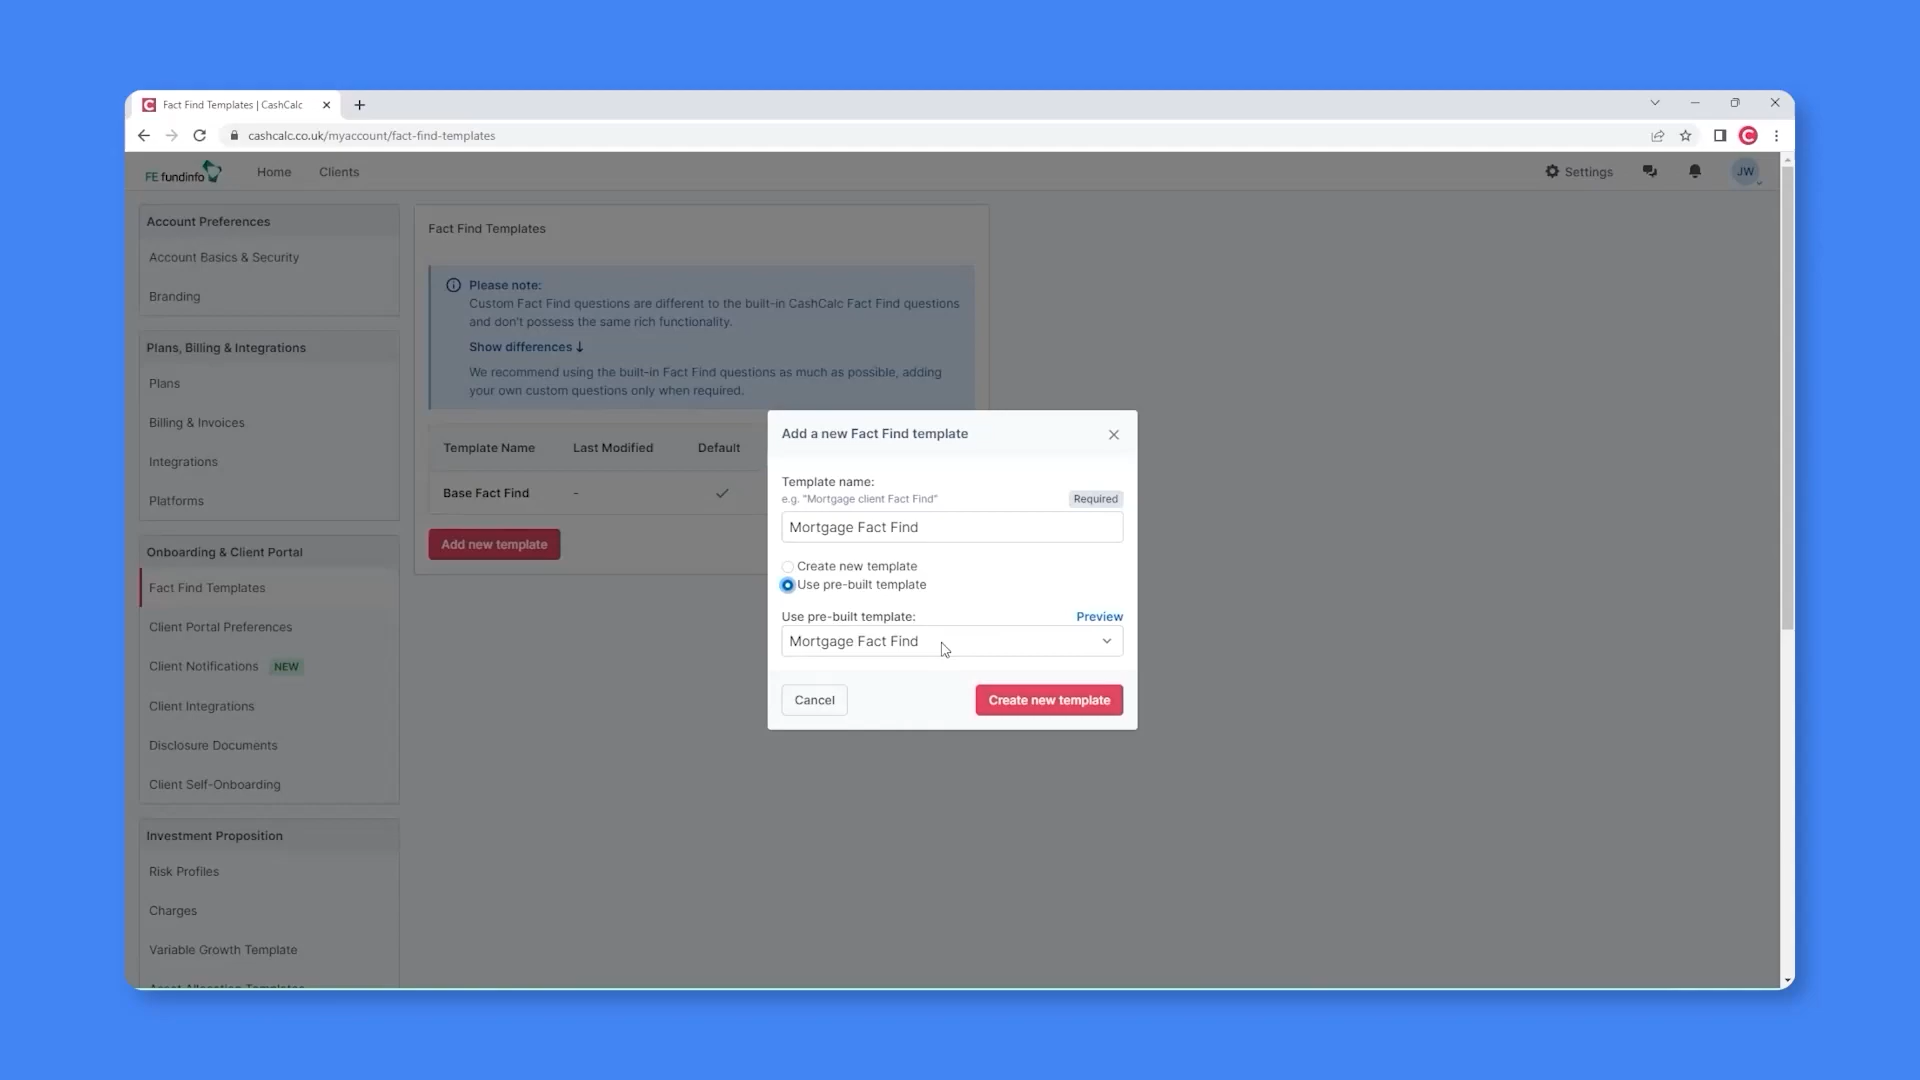 Fact Find Templates | CashCalc
cashcalc.co.uk/myaccount/fact-find-templates
FE fundinfo
Home
Clients
Settings
JW
Account Preferences
Account Basics & Security
Branding
Plans, Billing & Integrations
Plans
Billing & Invoices
Integrations
Platforms
Onboarding & Client Portal
Fact Find Templates
Client Portal Preferences
Client Notifications NEW
Client Integrations
Disclosure Documents
Client Self-Onboarding
Investment Proposition
Risk Profiles
Charges
Variable Growth Template
Asset Allocation Templates
Fact Find Templates
Please note:
Custom Fact Find questions are different to the built-in CashCalc Fact Find questions
and don't possess the same rich functionality.
Show differences ↓
We recommend using the built-in Fact Find questions as much as possible, adding
your own custom questions only when required.
Template Name Last Modified Default
Base Fact Find -
Add new template
Add a new Fact Find template
Template name:
e.g. "Mortgage client Fact Find" Required
Mortgage Fact Find
Create new template
Use pre-built template
Use pre-built template: Preview
Mortgage Fact Find
Cancel Create new template